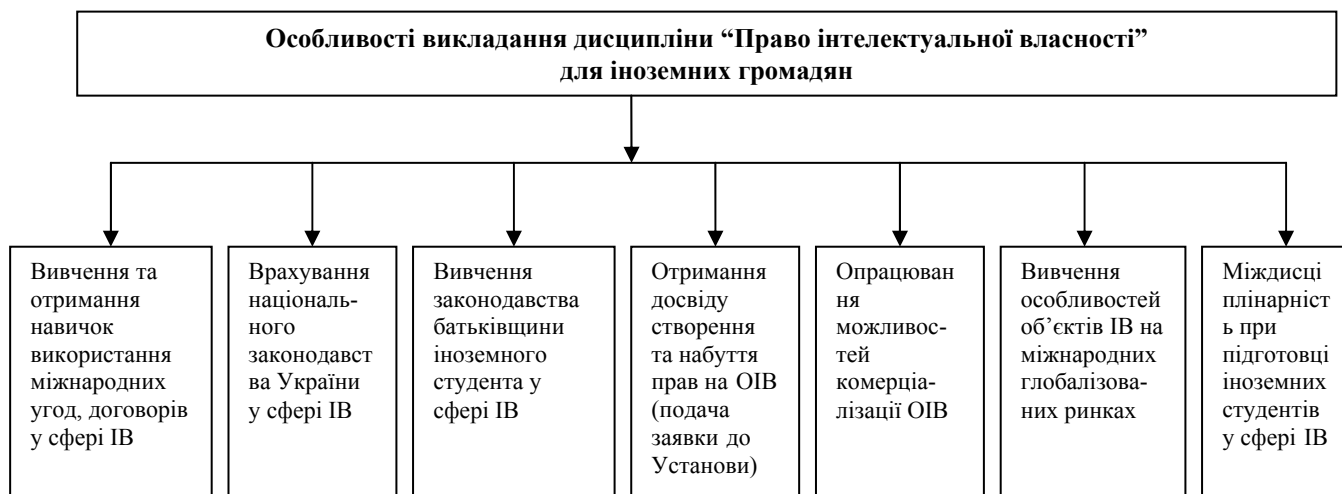 Особливості викладання дисципліни “Право інтелектуальної власності”
для іноземних громадян
Вивчення та
отримання
навичок
використання
міжнародних
угод, договорів
у сфері ІВ
Врахування
національ-
ного
законодавст
ва України
у сфері ІВ
Вивчення
законодавства
батьківщини
іноземного
студента у
сфері ІВ
Отримання
досвіду
створення
та набуття
прав на ОІВ
(подача
заявки до
Установи)
Опрацюван
ня
можливос-
тей
комерціа-
лізації ОІВ
Вивчення
особливостей
об’єктів ІВ на
міжнародних
глобалізова-
них ринках
Міждисці
плінарніст
ь при
підготовці
іноземних
студентів
у сфері ІВ